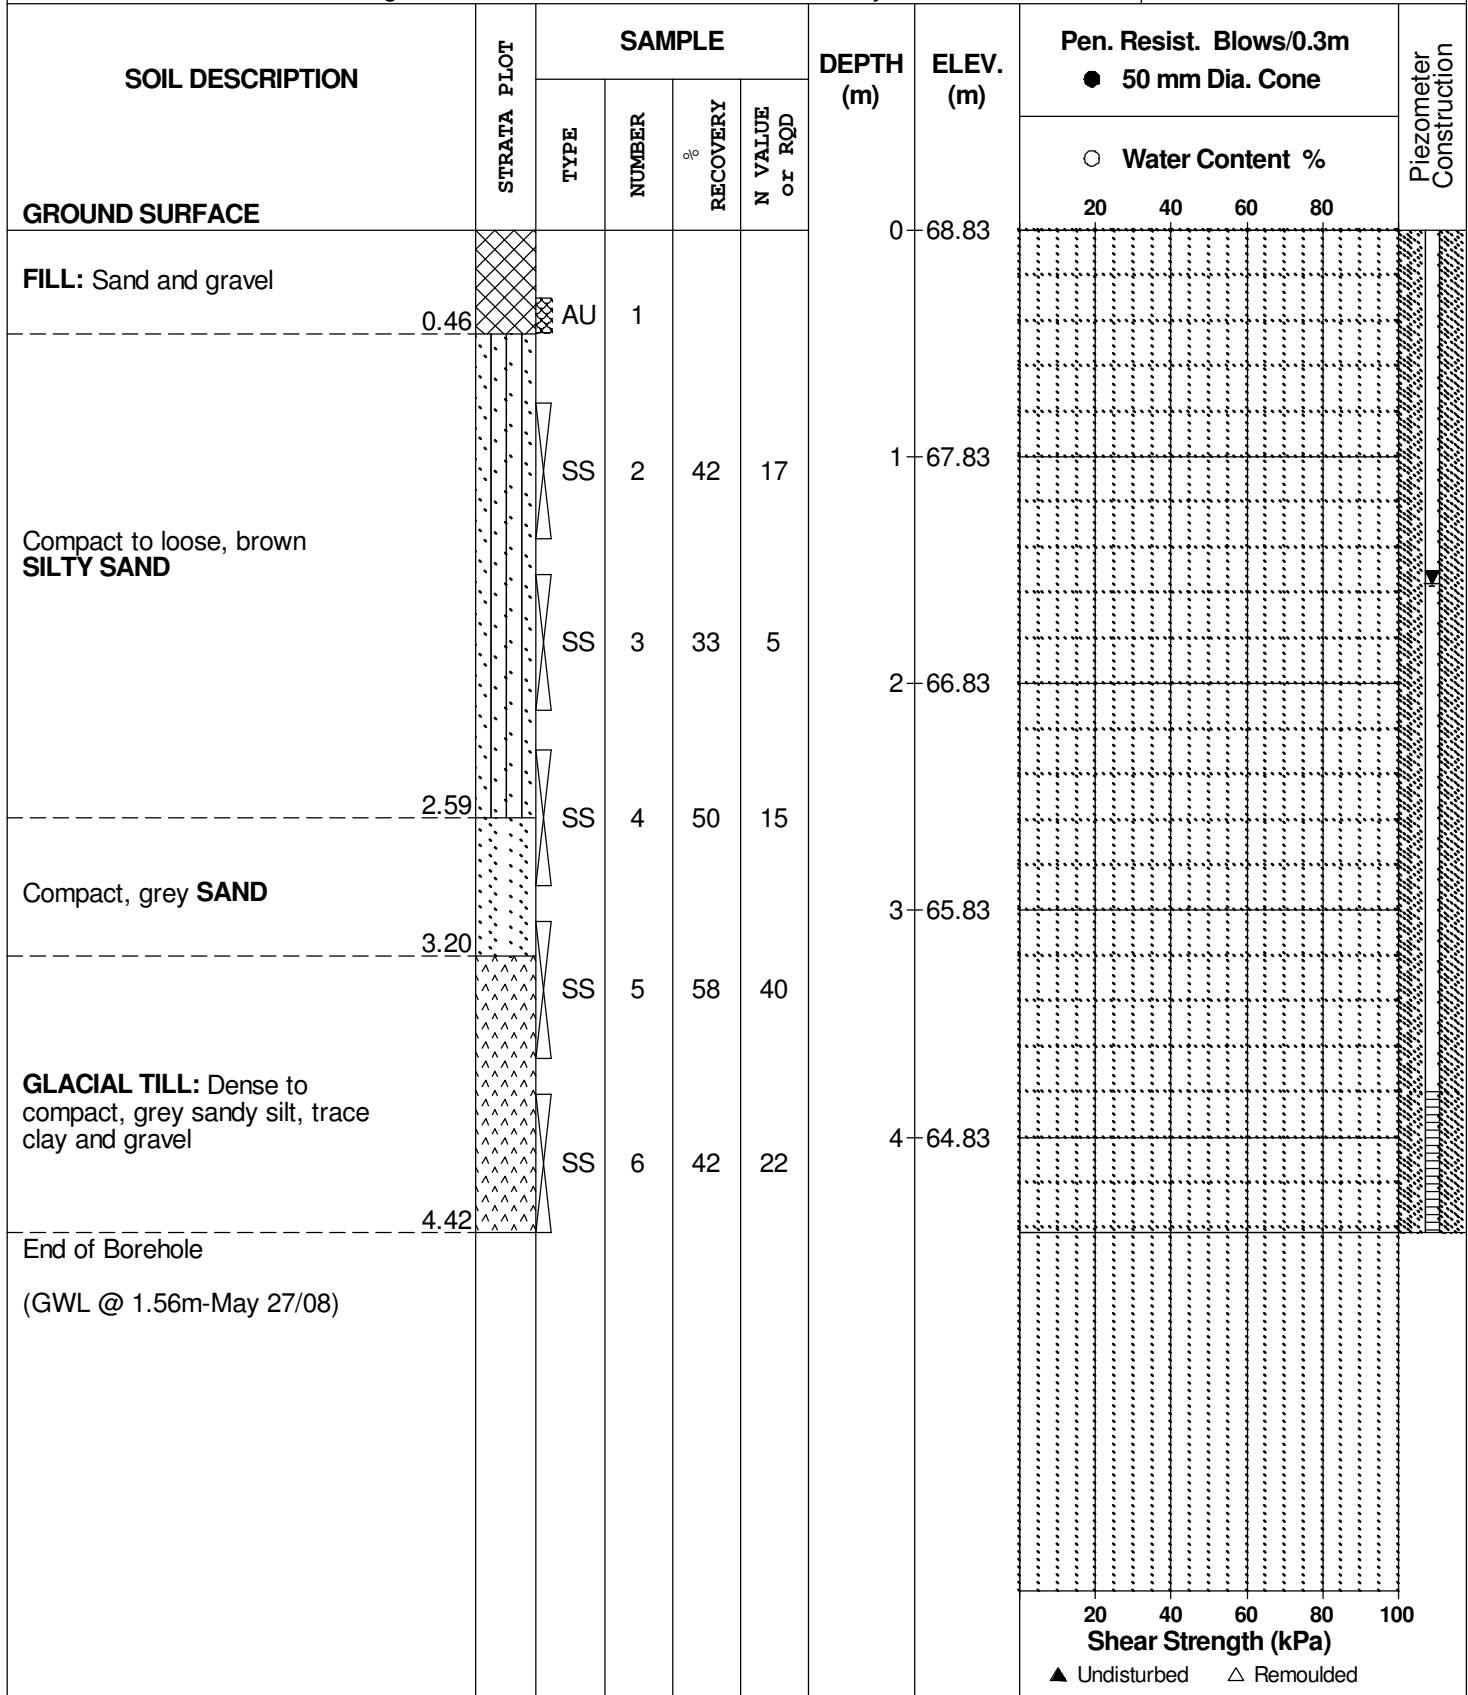 SOIL DESCRIPTION
GROUND SURFACE
STRATA PLOT
SAMPLE
TYPE
NUMBER
%
RECOVERY
N VALUE
or RQD
DEPTH
(m)
ELEV.
(m)
Pen. Resist. Blows/0.3m
● 50 mm Dia. Cone
○ Water Content %
20 40 60 80
Piezometer
Construction
0 68.83
FILL: Sand and gravel
0.46
AU 1
1 67.83
SS 2 42 17
Compact to loose, brown
SILTY SAND
SS 3 33 5
2 66.83
2.59
SS 4 50 15
Compact, grey SAND
3 65.83
3.20
SS 5 58 40
GLACIAL TILL: Dense to
compact, grey sandy silt, trace
clay and gravel
4 64.83
SS 6 42 22
4.42
End of Borehole
(GWL @ 1.56m-May 27/08)
20 40 60 80 100
Shear Strength (kPa)
▲ Undisturbed △ Remoulded